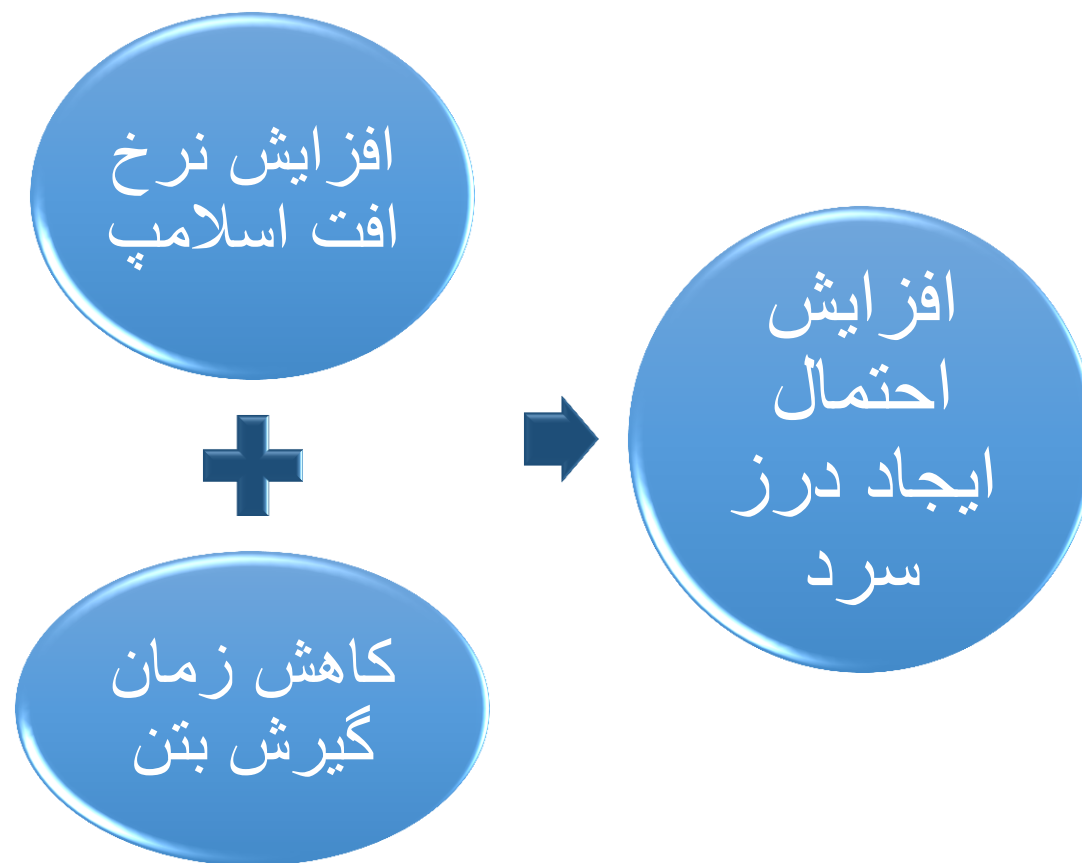 افزایش نرخ
افت اسلامپ
کاهش زمان
گیرش بتن
افزایش
احتمال
ایجاد درز
سرد